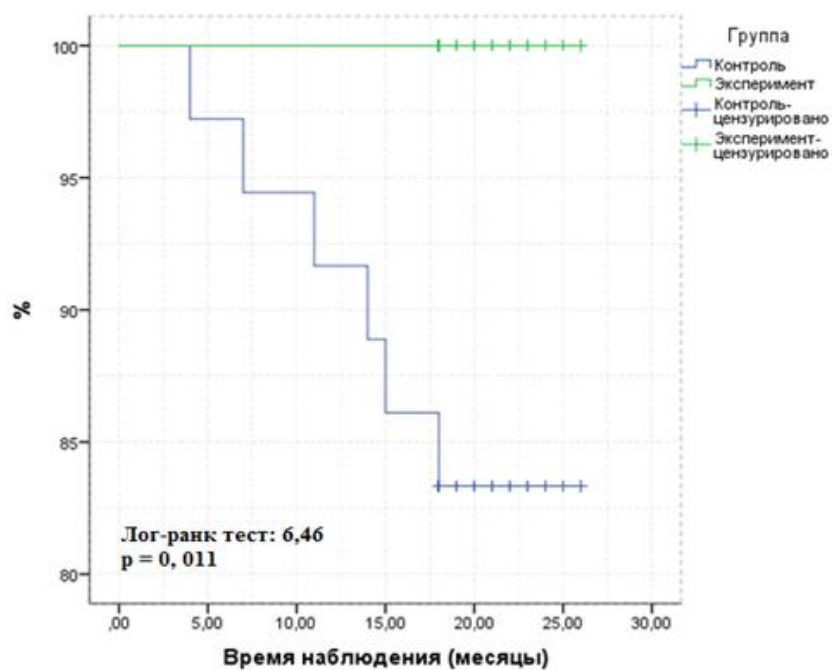 Группа
Контроль
Эксперимент
Контроль-
цензурировано
Эксперимент-
цензурировано
100
95
90
85
80
%
Лог-ранк тест: 6,46
p = 0, 011
,00 5,00 10,00 15,00 20,00 25,00 30,00
Время наблюдения (месяцы)